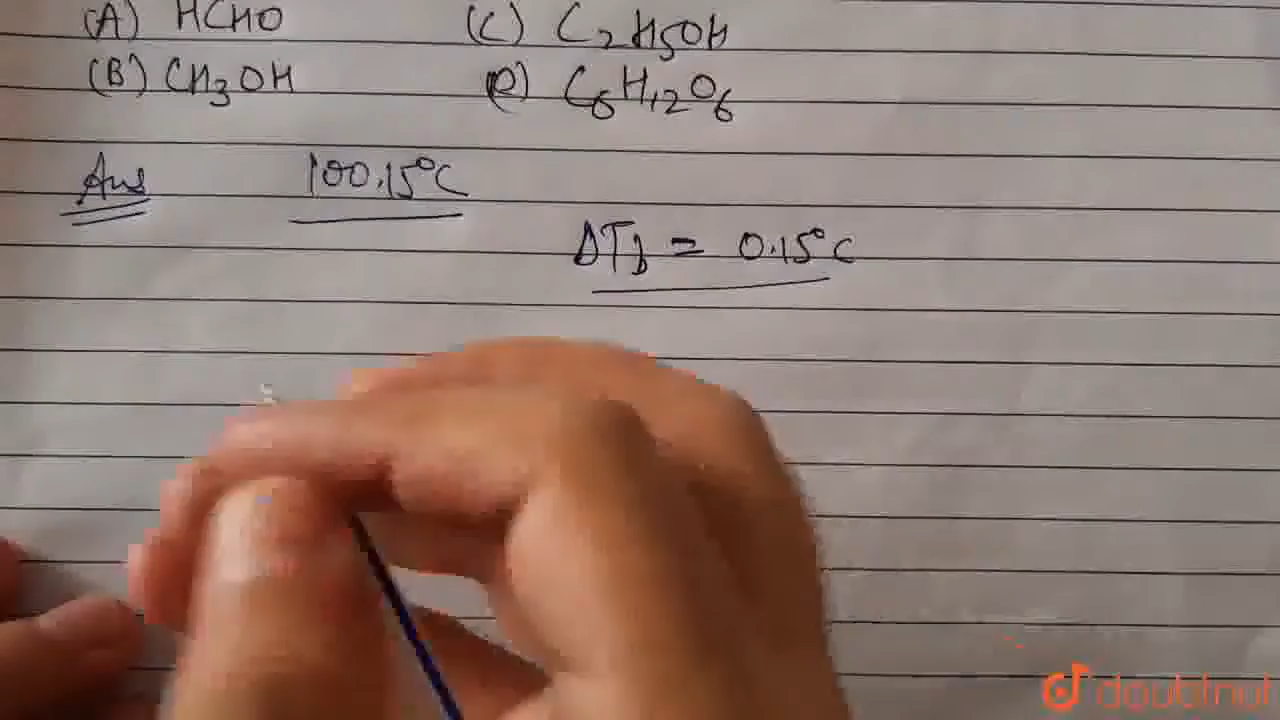 (A) HCHO (C) C2H5OH
(B) CH3OH (D) C6H12O6
Ans 100.15°C
ΔTb = 0.15°C
doubtnut